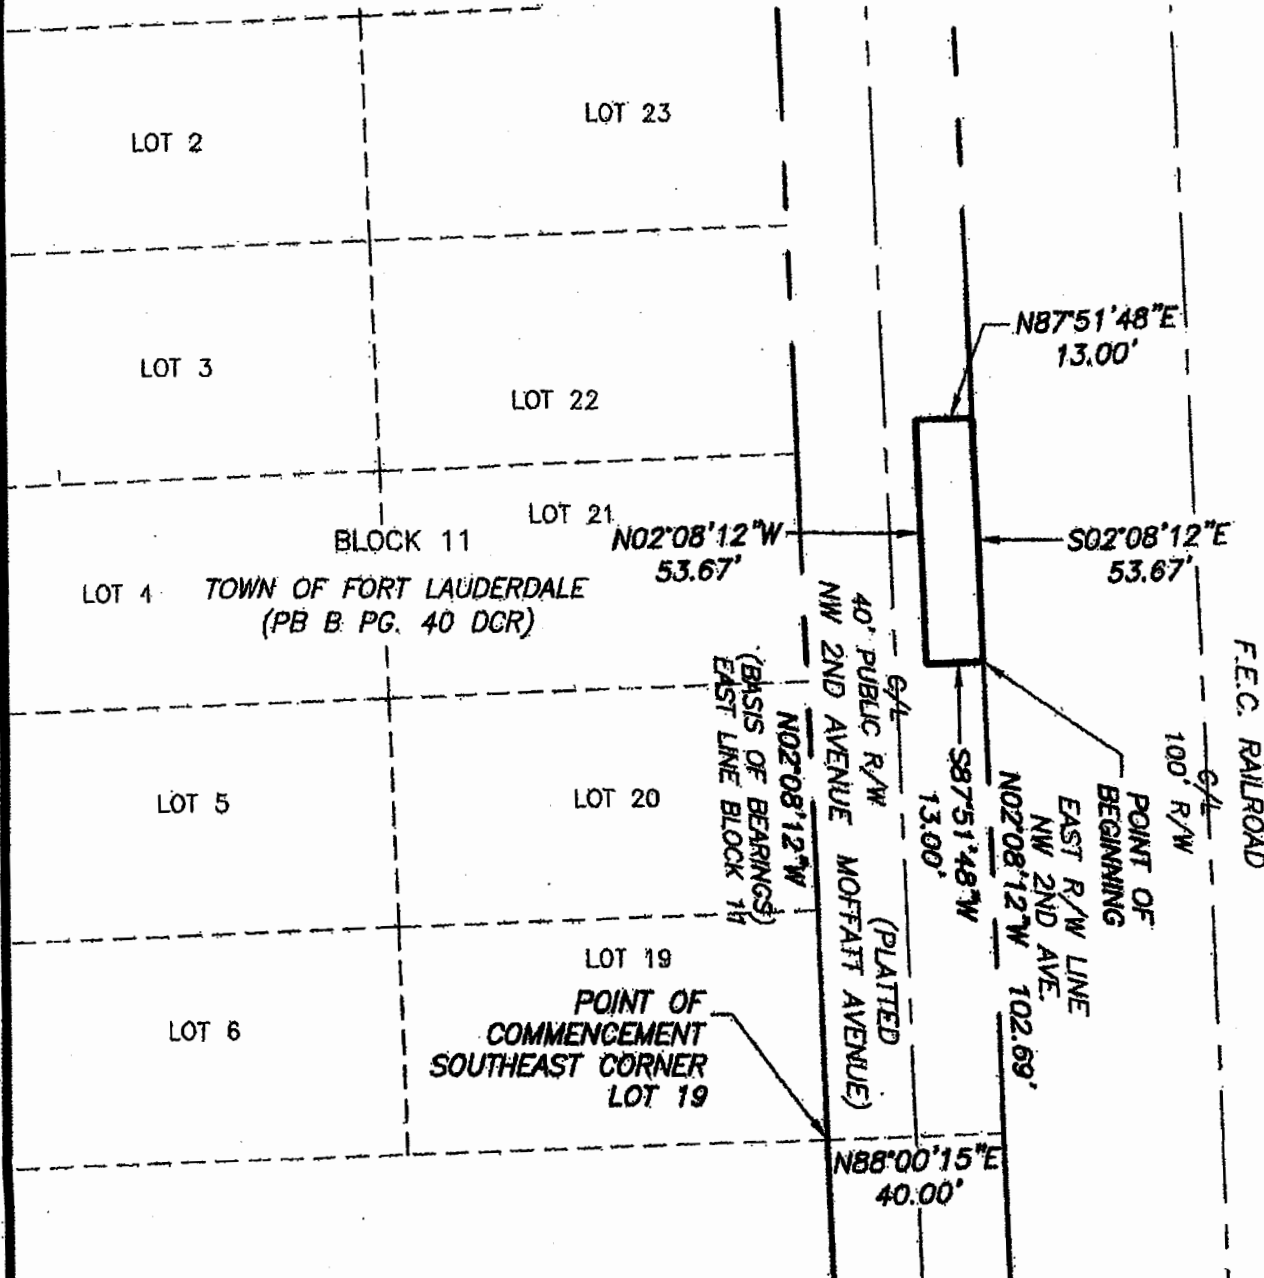 LOT 2
LOT 23
LOT 3
LOT 22
N87°51'48"E
13.00'
LOT 21
BLOCK 11
N02°08'12"W
53.67'
S02°08'12"E
53.67'
LOT 4
TOWN OF FORT LAUDERDALE
(PB B PG. 40 DCR)
LOT 5
LOT 20
N02°08'12"W
(BASIS OF BEARINGS)
EAST LINE BLOCK 11
40' PUBLIC R/W
NW 2ND AVENUE
(PLATTED
MOFFATT AVENUE)
C/L
S87°51'48"W
13.00'
POINT OF
BEGINNING
EAST R/W LINE
NW 2ND AVE.
N02°08'12"W 102.69'
F.E.C. RAILROAD
C/L
100' R/W
LOT 6
LOT 19
POINT OF
COMMENCEMENT
SOUTHEAST CORNER
LOT 19
N88°00'15"E
40.00'